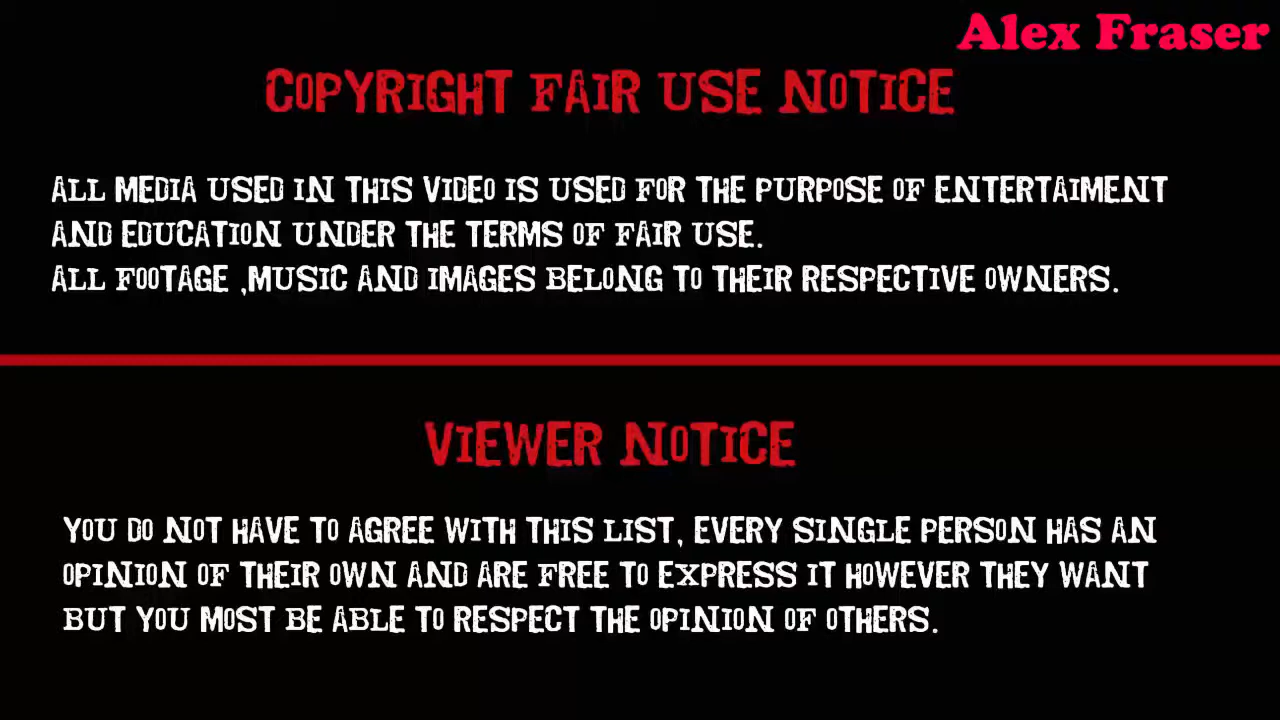 Alex Fraser
COPYRIGHT FAIR USE NOTICE
ALL MEDIA USED IN THIS VIDEO IS USED FOR THE PURPOSE OF ENTERTAIMENT
AND EDUCATION UNDER THE TERMS OF FAIR USE.
ALL FOOTAGE ,MUSIC AND IMAGES BELONG TO THEIR RESPECTIVE OWNERS.
VIEWER NOTICE
YOU DO NOT HAVE TO AGREE WITH THIS LIST, EVERY SINGLE PERSON HAS AN
OPINION OF THEIR OWN AND ARE FREE TO EXPRESS IT HOWEVER THEY WANT
BUT YOU MOST BE ABLE TO RESPECT THE OPINION OF OTHERS.